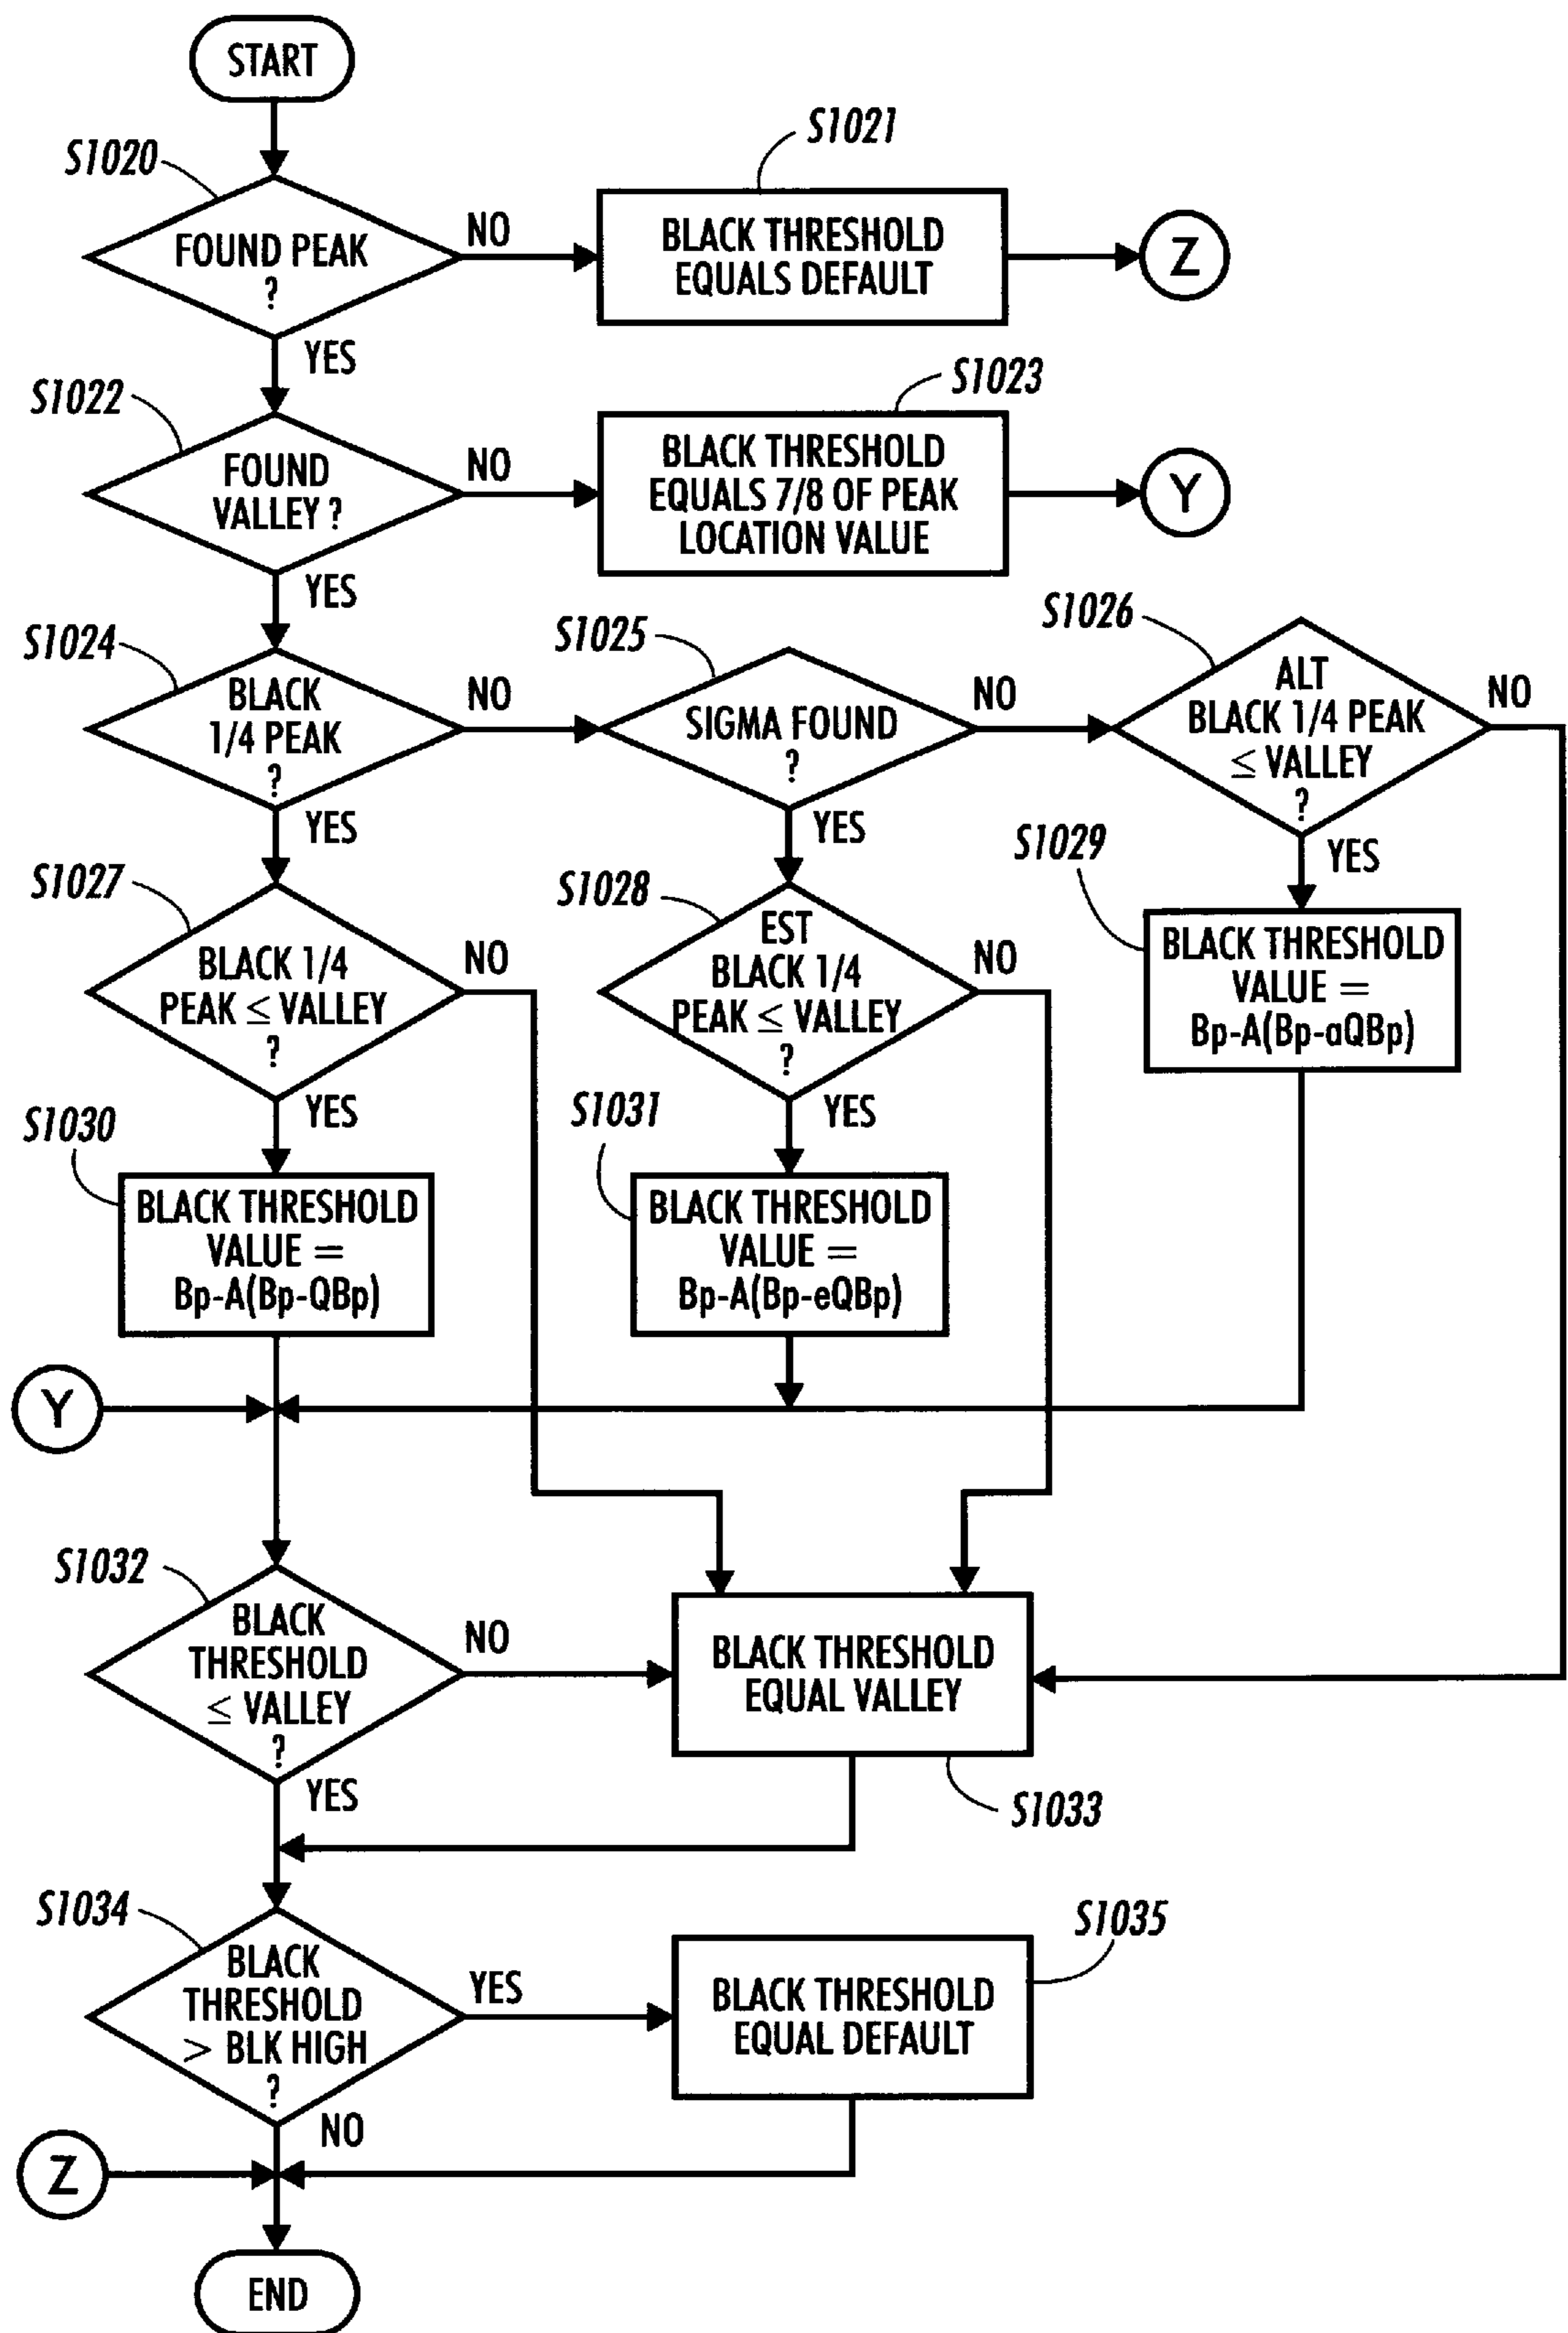 START
S1020
FOUND PEAK
?
NO
S1021
BLACK THRESHOLD
EQUALS DEFAULT
Z
YES
S1022
FOUND
VALLEY ?
NO
S1023
BLACK THRESHOLD
EQUALS 7/8 OF PEAK
LOCATION VALUE
Y
YES
S1024
BLACK
1/4 PEAK
?
NO
S1025
SIGMA FOUND
?
NO
S1026
ALT
BLACK 1/4 PEAK
≤ VALLEY
?
NO
YES
S1027
BLACK 1/4
PEAK ≤ VALLEY
?
NO
YES
S1028
EST
BLACK 1/4
PEAK ≤ VALLEY
?
NO
YES
S1029
BLACK THRESHOLD
VALUE =
Bp-A(Bp-aQBp)
YES
S1030
BLACK THRESHOLD
VALUE =
Bp-A(Bp-QBp)
YES
S1031
BLACK THRESHOLD
VALUE =
Bp-A(Bp-eQBp)
Y
S1032
BLACK
THRESHOLD
≤ VALLEY
?
NO
BLACK THRESHOLD
EQUAL VALLEY
S1033
YES
S1034
BLACK
THRESHOLD
> BLK HIGH
?
YES
S1035
BLACK THRESHOLD
EQUAL DEFAULT
NO
Z
END